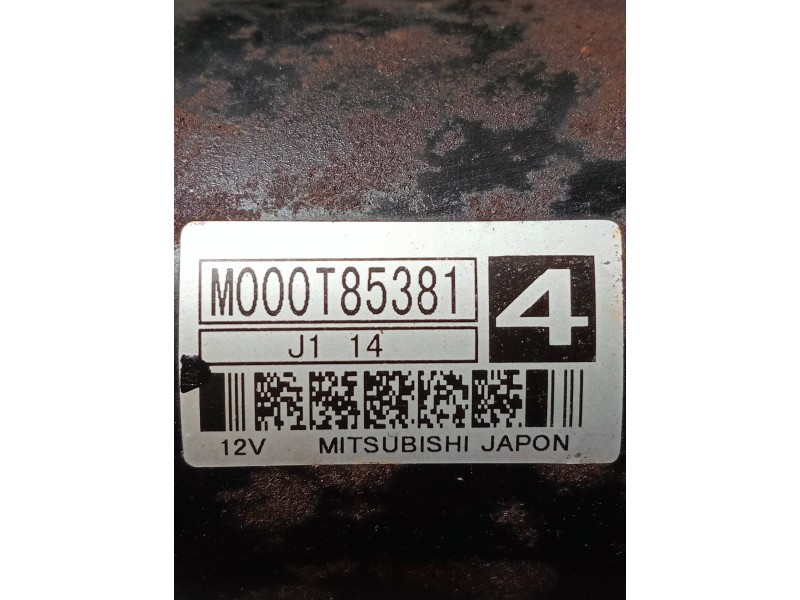 M000T85381
4
J1 14
12V MITSUBISHI JAPON